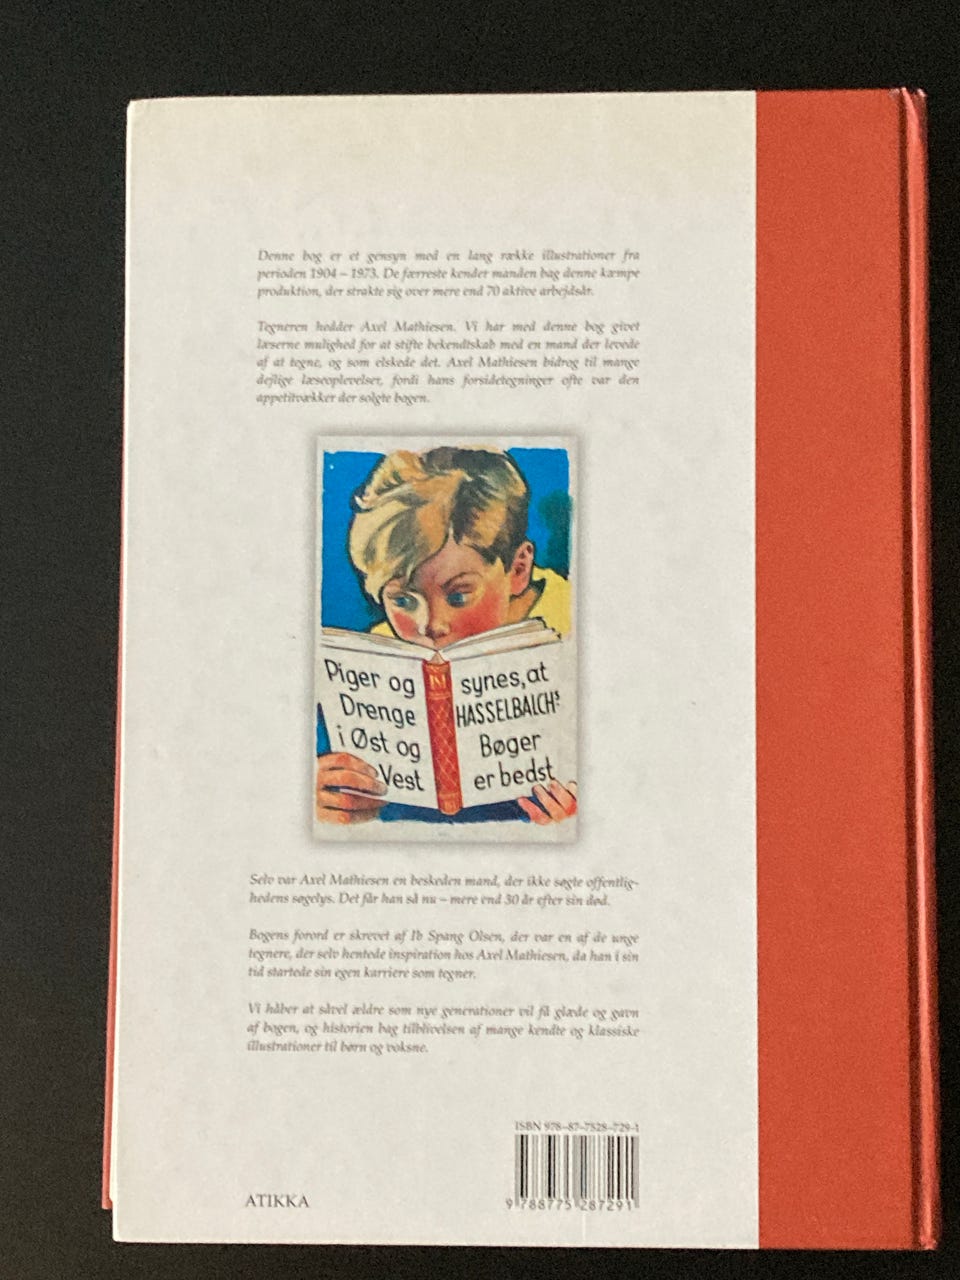 Denne bog er et gensyn med en lang række illustrationer fra
perioden 1904 – 1973. De færreste kender manden bag denne kæmpe
produktion, der strakte sig over mere end 70 aktive arbejdsår.
Tegneren hedder Axel Mathiesen. Vi har med denne bog givet
læserne mulighed for at stifte bekendtskab med en mand der levede
af at tegne, og som elskede det. Axel Mathiesen bidrog til mange
dejlige læseoplevelser, fordi hans forsidetegninger ofte var den
appetitvækker der solgte bogen.
Piger og
Drenge
i Øst og
Vest
synes, at
HASSELBALCHS
Bøger
er bedst
Selv var Axel Mathiesen en beskeden mand, der ikke søgte offentlig-
hedens søgelys. Det får han så nu – mere end 30 år efter sin død.
Bogens forord er skrevet af Ib Spang Olsen, der var en af de unge
tegnere, der selv hentede inspiration hos Axel Mathiesen, da han i sin
tid startede sin egen karriere som tegner.
Vi håber at såvel ældre som nye generationer vil få glæde og gavn
af bogen, og historien bag tilblivelsen af mange kendte og klassiske
illustrationer til børn og voksne.
ISBN 978-87-7528-729-1
9 788775 287291
ATIKKA